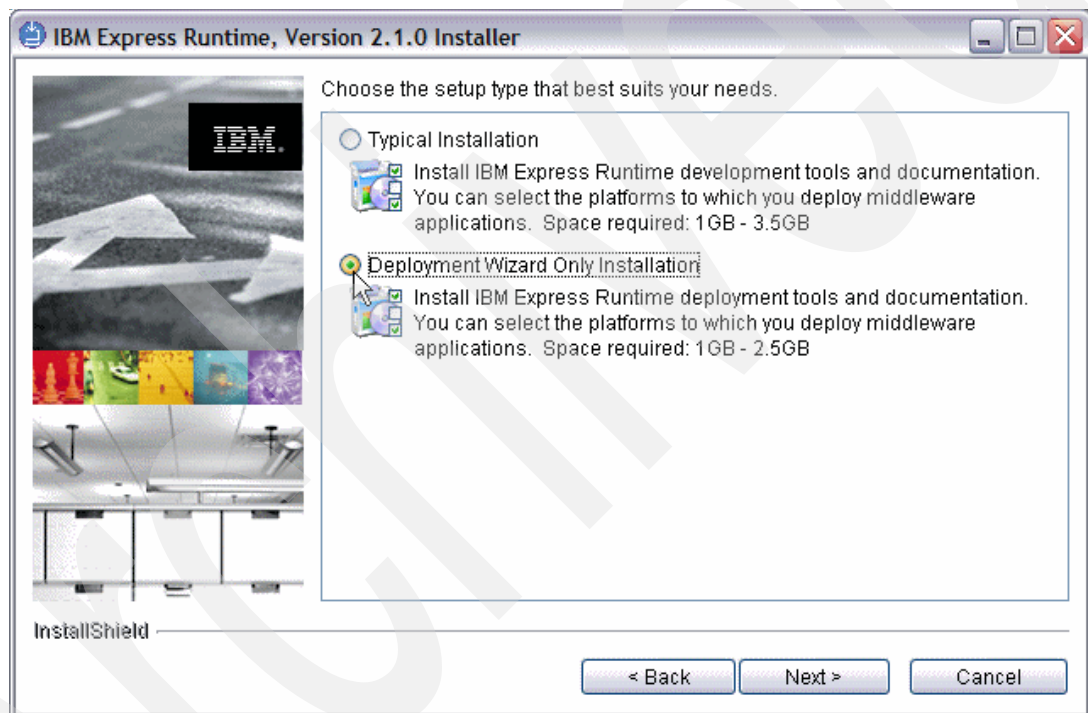 IBM Express Runtime, Version 2.1.0 Installer
Choose the setup type that best suits your needs.
IBM.
Typical Installation
Install IBM Express Runtime development tools and documentation.
You can select the platforms to which you deploy middleware
applications. Space required: 1GB - 3.5GB
Deployment Wizard Only Installation
Install IBM Express Runtime deployment tools and documentation.
You can select the platforms to which you deploy middleware
applications. Space required: 1GB - 2.5GB
InstallShield
< Back
Next >
Cancel